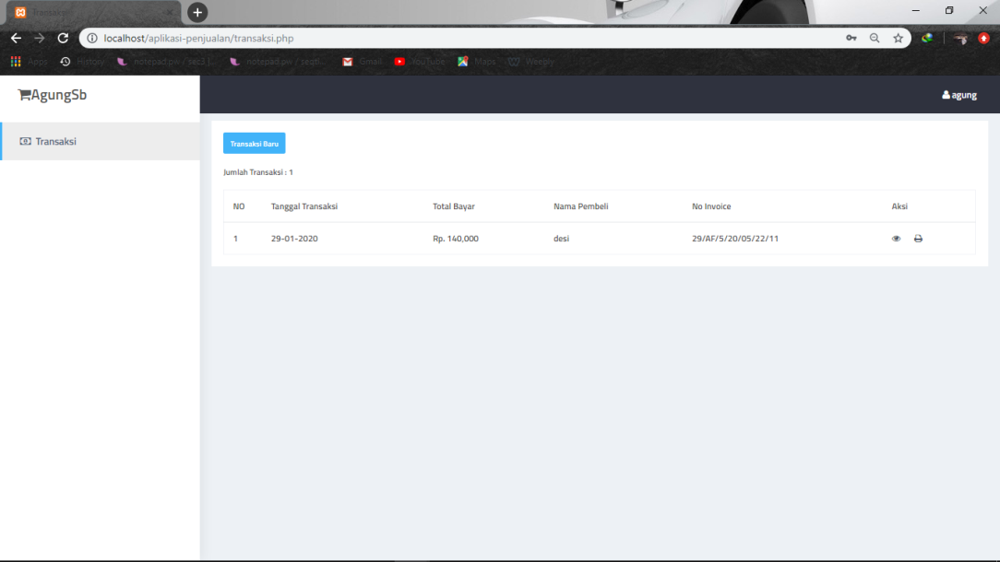 Transaksi
localhost/aplikasi-penjualan/transaksi.php
Apps History notepad.pw / sec3 | notepad.pw / Gmail YouTube Maps Weebly
AgungSb
agung
Transaksi
Transaksi Baru
Jumlah Transaksi : 1
NO Tanggal Transaksi Total Bayar Nama Pembeli No Invoice Aksi
1 29-01-2020 Rp. 140,000 desi 29/AF/5/20/05/22/11